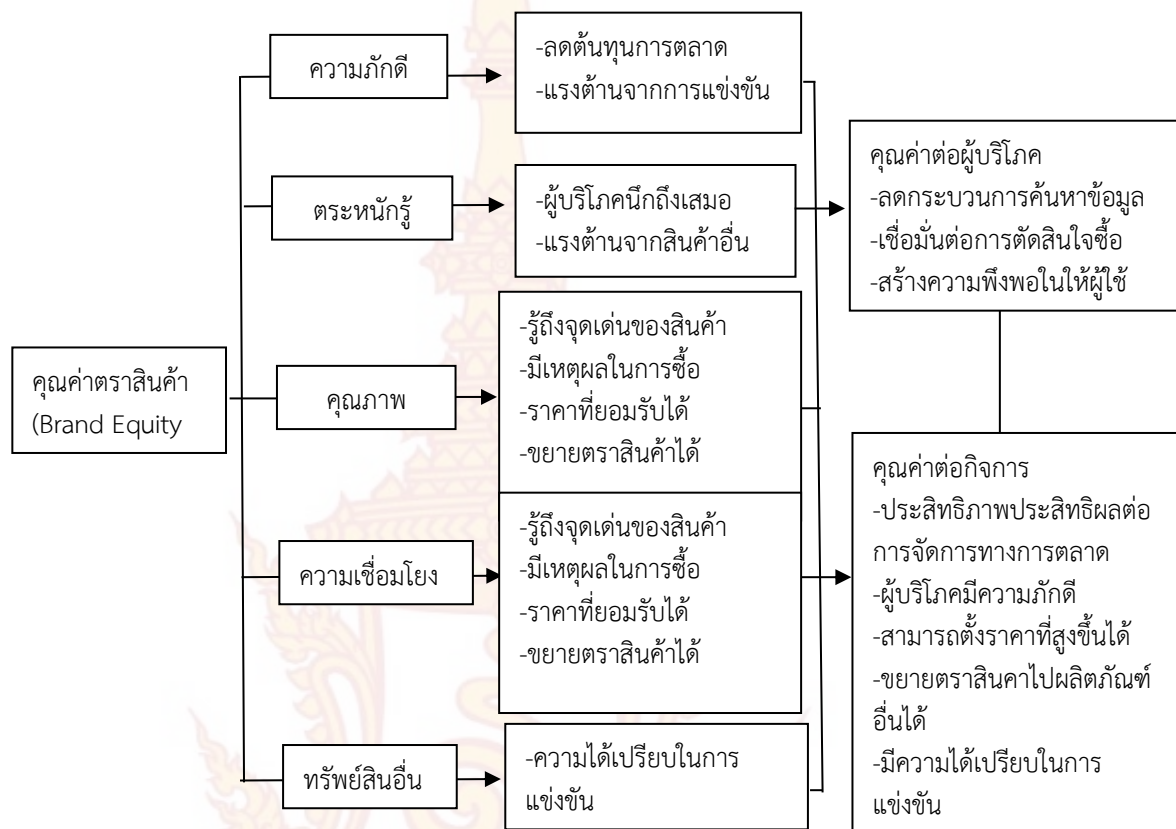 ความภักดี
-ลดต้นทุนการตลาด
-แรงต้านจากการแข่งขัน
ตระหนักรู้
-ผู้บริโภคนึกถึงเสมอ
-แรงต้านจากสินค้าอื่น
คุณค่าต่อผู้บริโภค
-ลดกระบวนการค้นหาข้อมูล
-เชื่อมั่นต่อการตัดสินใจซื้อ
-สร้างความพึงพอในให้ผู้ใช้
คุณค่าตราสินค้า
(Brand Equity
คุณภาพ
-รู้ถึงจุดเด่นของสินค้า
-มีเหตุผลในการซื้อ
-ราคาที่ยอมรับได้
-ขยายตราสินค้าได้
ความเชื่อมโยง
-รู้ถึงจุดเด่นของสินค้า
-มีเหตุผลในการซื้อ
-ราคาที่ยอมรับได้
-ขยายตราสินค้าได้
คุณค่าต่อกิจการ
-ประสิทธิภาพประสิทธิผลต่อ
การจัดการทางการตลาด
-ผู้บริโภคมีความภักดี
-สามารถตั้งราคาที่สูงขึ้นได้
-ขยายตราสินคาไปผลิตภัณฑ์
อื่นได้
-มีความได้เปรียบในการ
แข่งขัน
ทรัพย์สินอื่น
-ความได้เปรียบในการ
แข่งขัน